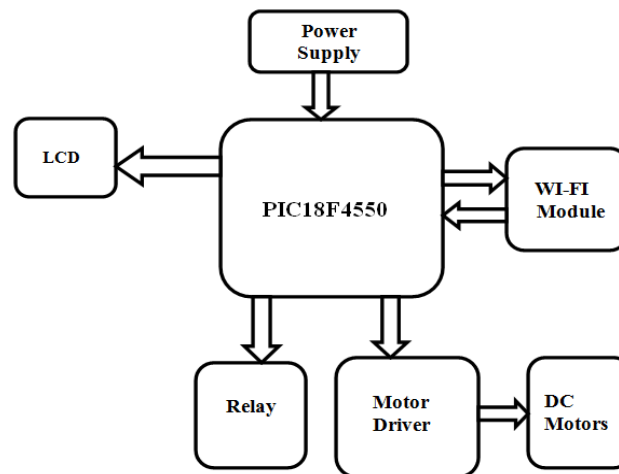 Power
Supply
LCD
PIC18F4550
WI-FI
Module
Relay
Motor
Driver
DC
Motors